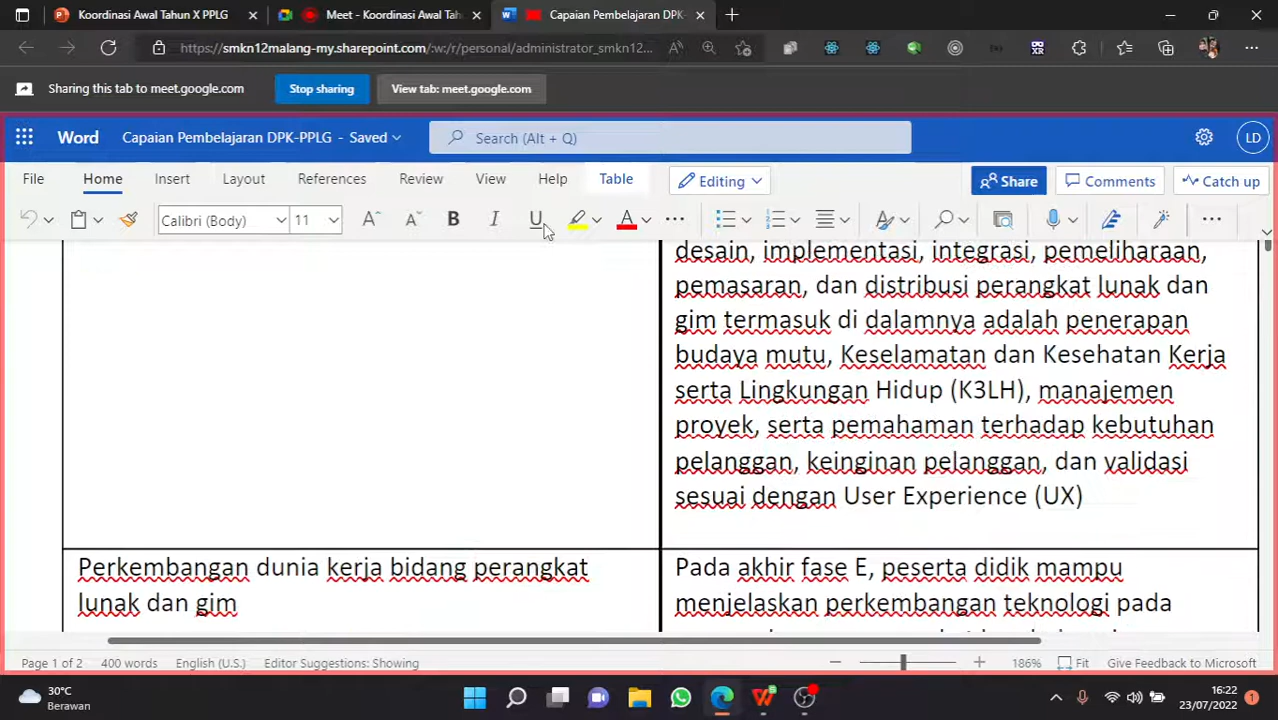 Koordinasi Awal Tahun X PPLG
Meet - Koordinasi Awal Tah
Capaian Pembelajaran DPK-
https://smkn12malang-my.sharepoint.com/:w:/r/personal/administrator_smkn12...
Sharing this tab to meet.google.com
Stop sharing
View tab: meet.google.com
Word
Capaian Pembelajaran DPK-PPLG - Saved
Search (Alt + Q)
LD
File
Home
Insert
Layout
References
Review
View
Help
Table
Editing
Share
Comments
Catch up
Calibri (Body)
11
desain, implementasi, integrasi, pemeliharaan,
pemasaran, dan distribusi perangkat lunak dan
gim termasuk di dalamnya adalah penerapan
budaya mutu, Keselamatan dan Kesehatan Kerja
serta Lingkungan Hidup (K3LH), manajemen
proyek, serta pemahaman terhadap kebutuhan
pelanggan, keinginan pelanggan, dan validasi
sesuai dengan User Experience (UX)
Perkembangan dunia kerja bidang perangkat
lunak dan gim
Pada akhir fase E, peserta didik mampu
menjelaskan perkembangan teknologi pada
Page 1 of 2
400 words
English (U.S.)
Editor Suggestions: Showing
186%
Fit
Give Feedback to Microsoft
30°C
Berawan
16:22
23/07/2022
1